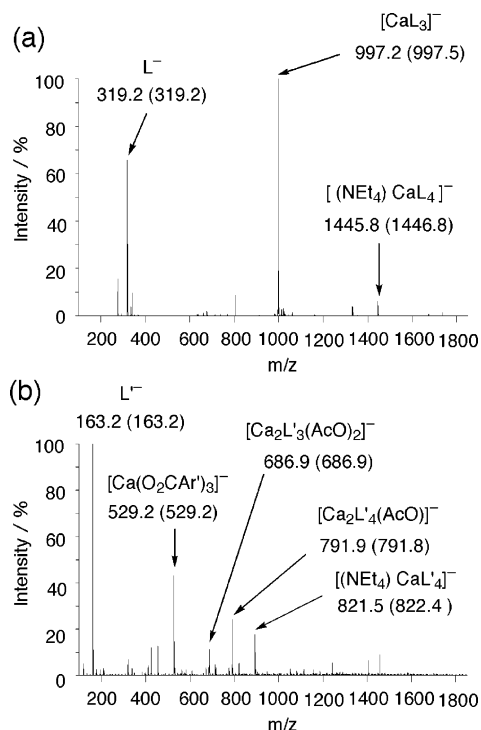 (a)
[CaL₃]⁻
997.2 (997.5)
L⁻
319.2 (319.2)
[ (NEt₄) CaL₄ ]⁻
1445.8 (1446.8)
Intensity / %
100
80
60
40
20
0
200 400 600 800 1000 1200 1400 1600 1800
m/z
(b)
L'⁻
163.2 (163.2)
[Ca₂L'₃(AcO)₂]⁻
686.9 (686.9)
[Ca(O₂CAr')₃]⁻
529.2 (529.2)
[Ca₂L'₄(AcO)]⁻
791.9 (791.8)
[(NEt₄) CaL'₄]⁻
821.5 (822.4 )
Intensity / %
100
80
60
40
20
0
200 400 600 800 1000 1200 1400 1600 1800
m/z